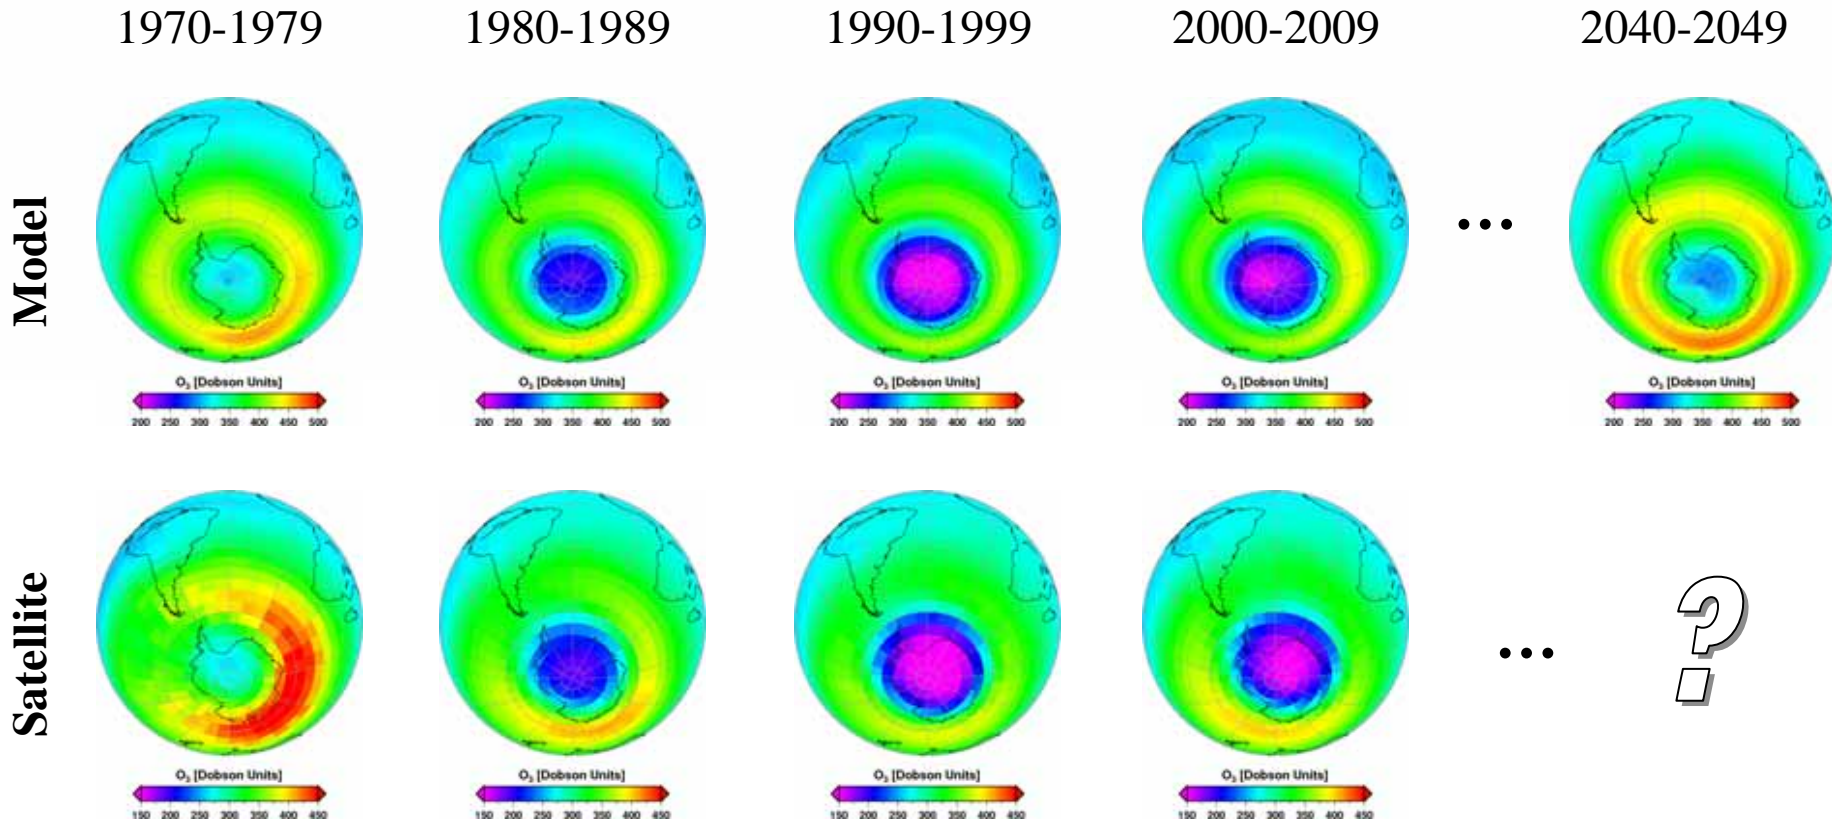 1970-1979 1980-1989 1990-1999 2000-2009 2040-2049
Model
...
O3 [Dobson Units] O3 [Dobson Units] O3 [Dobson Units] O3 [Dobson Units] O3 [Dobson Units]
200 250 300 350 400 450 500 200 250 300 350 400 450 500 200 250 300 350 400 450 500 200 250 300 350 400 450 500 200 250 300 350 400 450 500
Satellite
... ?
O3 [Dobson Units] O3 [Dobson Units] O3 [Dobson Units] O3 [Dobson Units]
150 200 250 300 350 400 450 150 200 250 300 350 400 450 150 200 250 300 350 400 450 150 200 250 300 350 400 450